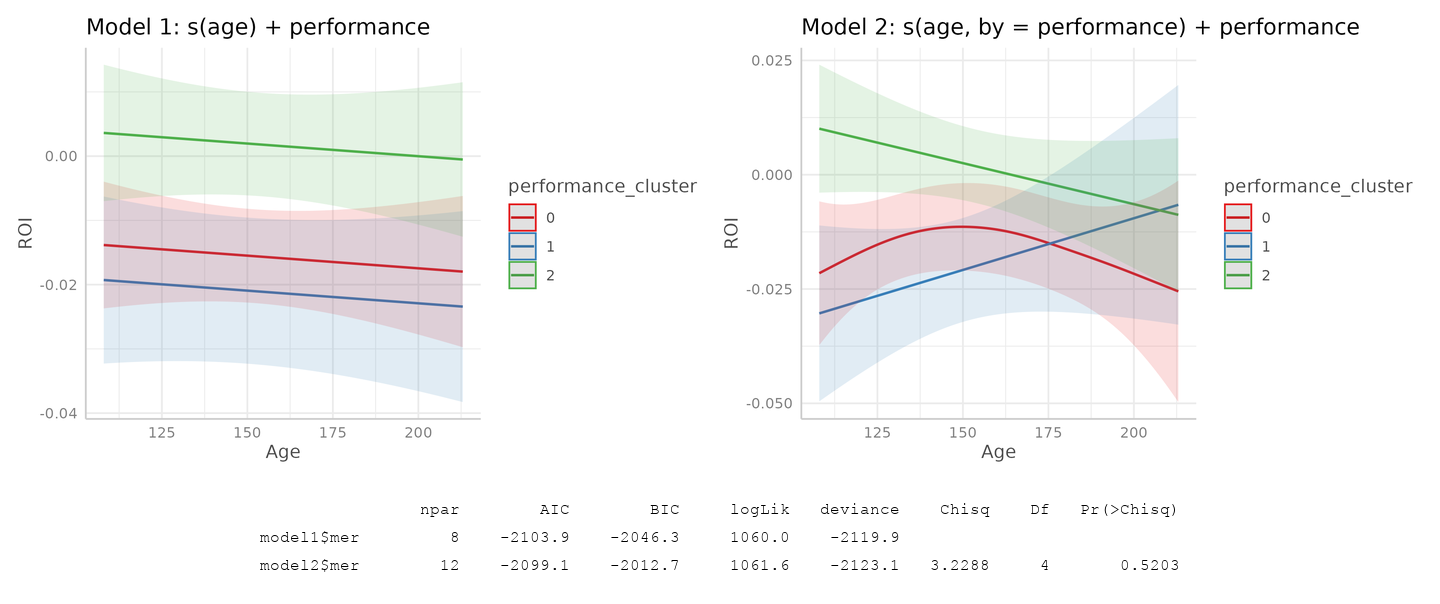 Model 1: s(age) + performance
0.00
-0.02
-0.04
ROI
125 150 175 200
Age
performance_cluster
0
1
2
Model 2: s(age, by = performance) + performance
0.025
0.000
-0.025
-0.050
ROI
125 150 175 200
Age
performance_cluster
0
1
2
npar AIC BIC logLik deviance Chisq Df Pr(>Chisq)
model1$mer 8 -2103.9 -2046.3 1060.0 -2119.9
model2$mer 12 -2099.1 -2012.7 1061.6 -2123.1 3.2288 4 0.5203